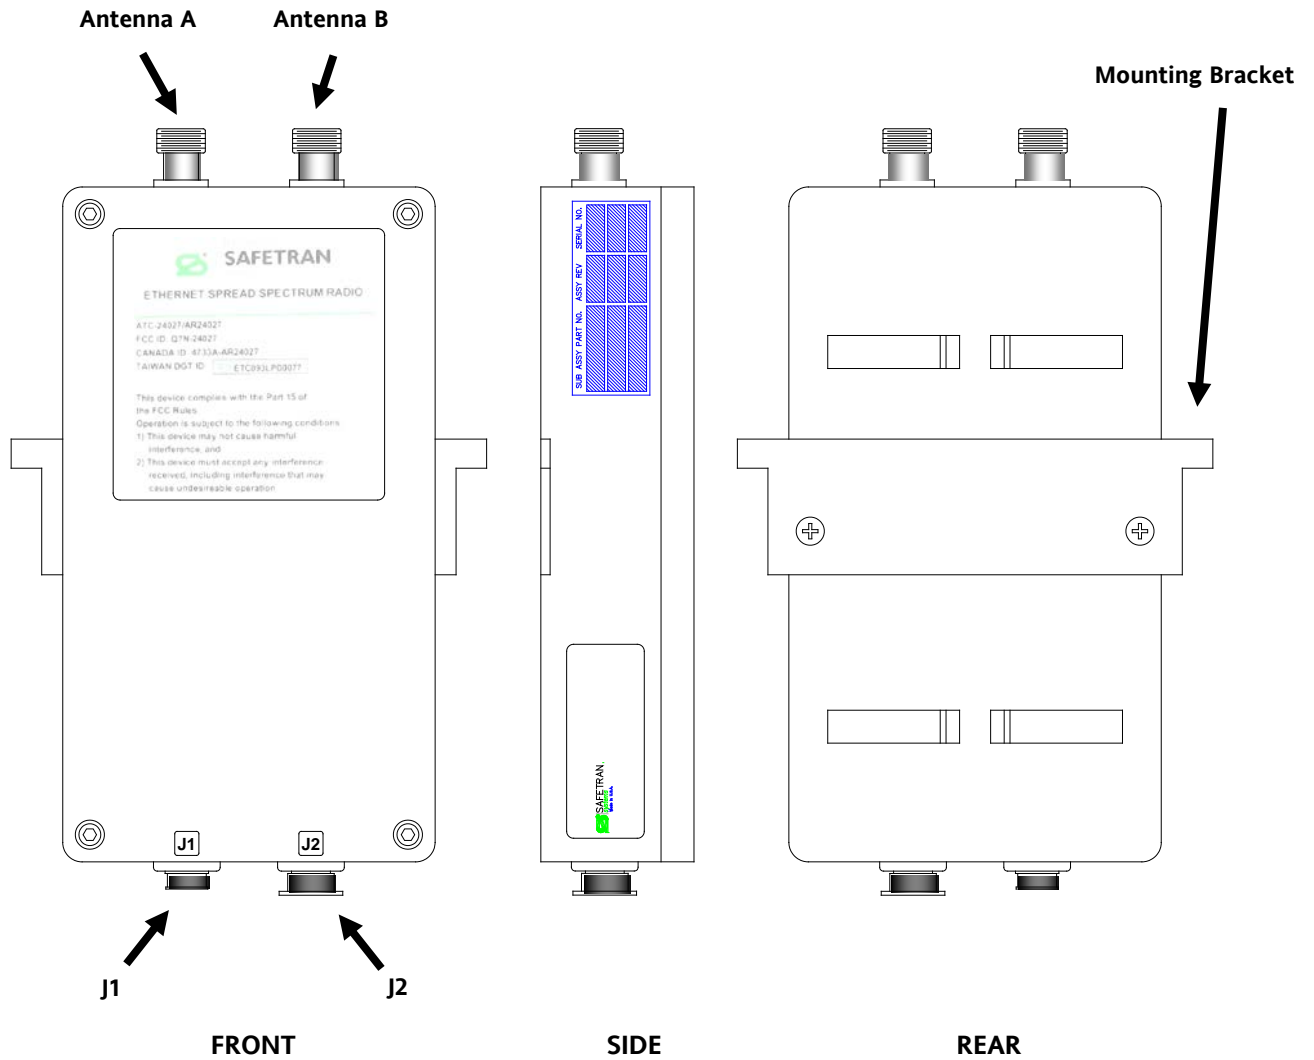 Antenna A
Antenna B
Mounting Bracket
SAFETRAN
ETHERNET SPREAD SPECTRUM RADIO
ATC-24027/AR24027
FCC ID: Q7N-24027
CANADA ID: 4733A-AR24027
TAIWAN DGT ID: ETC093LPD0077
This device complies with the Part 15 of
the FCC Rules.
Operation is subject to the following conditions
1) This device may not cause harmful
interference, and
2) This device must accept any interference
received, including interference that may
cause undesireable operation
J1
J2
J1
J2
SUB ASSY PART NO. ASSY REV SERIAL NO.
SAFETRAN
FRONT
SIDE
REAR